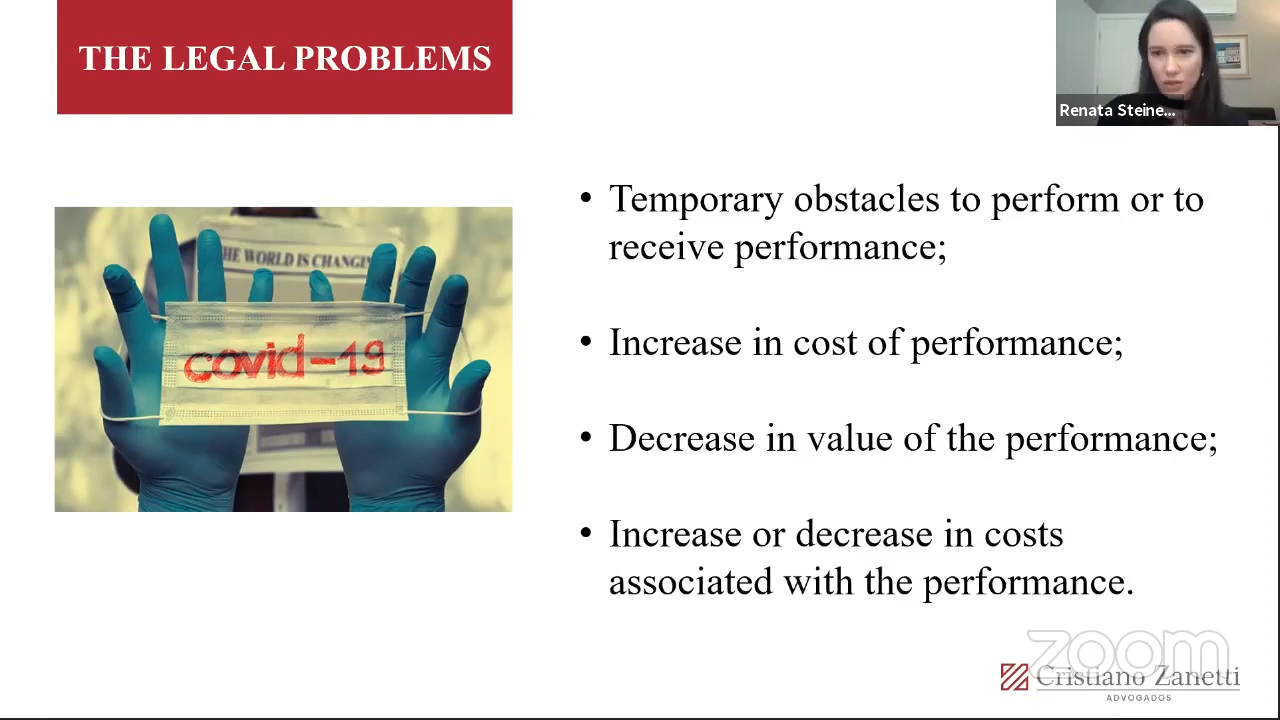 THE LEGAL PROBLEMS
Renata Steine...
• Temporary obstacles to perform or to
receive performance;
• Increase in cost of performance;
• Decrease in value of the performance;
• Increase or decrease in costs
associated with the performance.
HE WORLD IS CHANGIN
covid-19
zoom
Cristiano Zanetti
ADVOGADOS